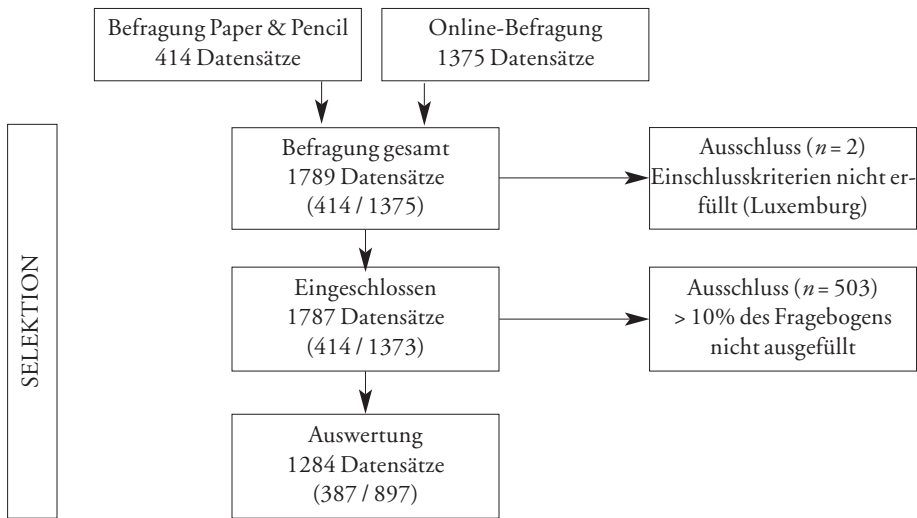 Befragung Paper & Pencil
414 Datensätze
Online-Befragung
1375 Datensätze
SELEKTION
Befragung gesamt
1789 Datensätze
(414 / 1375)
Ausschluss (n = 2)
Einschlusskriterien nicht er-
füllt (Luxemburg)
Eingeschlossen
1787 Datensätze
(414 / 1373)
Ausschluss (n = 503)
> 10% des Fragebogens
nicht ausgefüllt
Auswertung
1284 Datensätze
(387 / 897)